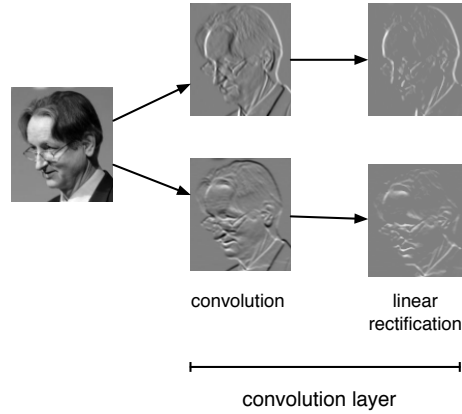 convolution
linear
rectification
convolution layer